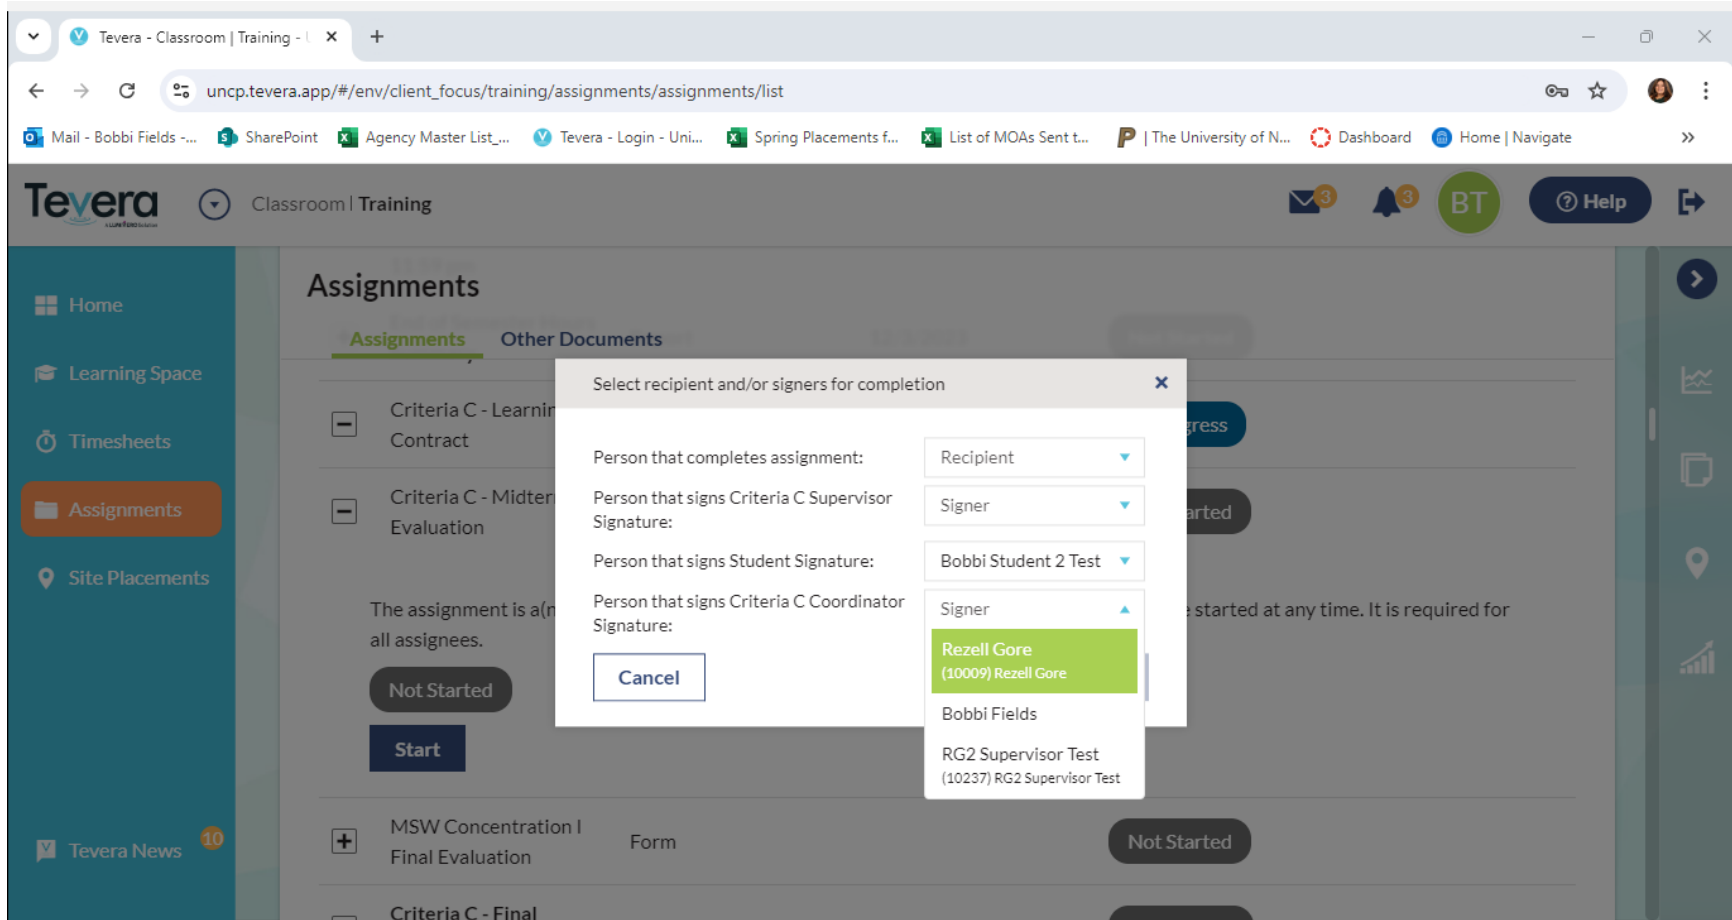 Tevera - Classroom | Training - U
uncp.tevera.app/#/env/client_focus/training/assignments/assignments/list
Mail - Bobbi Fields -... SharePoint Agency Master List_... Tevera - Login - Uni... Spring Placements f... List of MOAs Sent t... | The University of N... Dashboard Home | Navigate
Tevera
Classroom | Training
3
3
BT
Help
Home
Learning Space
Timesheets
Assignments
Site Placements
Tevera News 10
Assignments
Assignments Other Documents
Criteria C - Learnin
Contract
gress
Criteria C - Midter
Evaluation
arted
The assignment is a(n
started at any time. It is required for
all assignees.
Not Started
Start
MSW Concentration I
Final Evaluation
Form
Not Started
Criteria C - Final
Select recipient and/or signers for completion
Person that completes assignment:
Recipient
Person that signs Criteria C Supervisor
Signature:
Signer
Person that signs Student Signature:
Bobbi Student 2 Test
Person that signs Criteria C Coordinator
Signature:
Signer
Rezell Gore
(10009) Rezell Gore
Bobbi Fields
RG2 Supervisor Test
(10237) RG2 Supervisor Test
Cancel